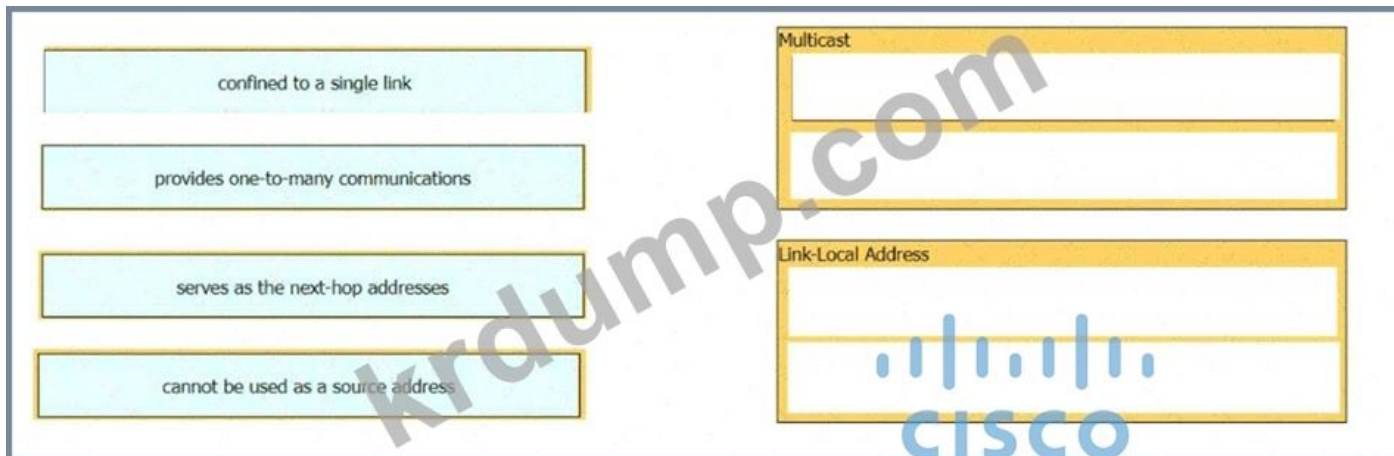 confined to a single link
provides one-to-many communications
serves as the next-hop addresses
cannot be used as a source address
Multicast
Link-Local Address
krdump.com
CISCO